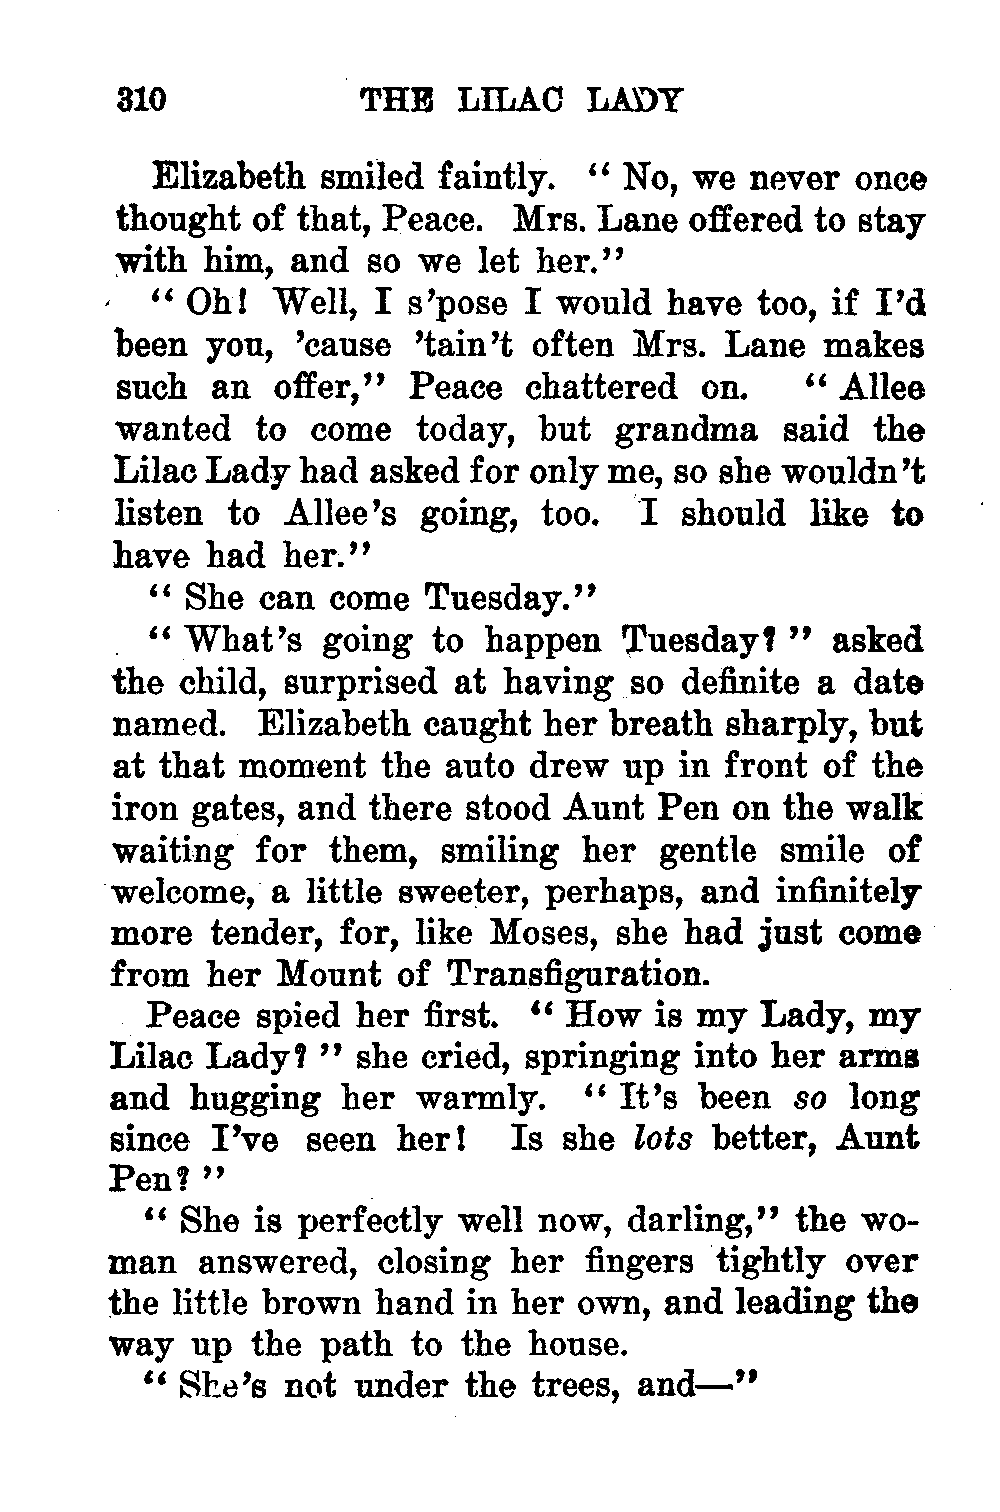 310 THE LILAC LADY
Elizabeth smiled faintly. “ No, we never once
thought of that, Peace. Mrs. Lane offered to stay
with him, and so we let her.”
“ Oh! Well, I s’pose I would have too, if I’d
been you, ’cause ’tain’t often Mrs. Lane makes
such an offer,” Peace chattered on. “ Allee
wanted to come today, but grandma said the
Lilac Lady had asked for only me, so she wouldn’t
listen to Allee’s going, too. I should like to
have had her.”
“ She can come Tuesday.”
“ What’s going to happen Tuesday? ” asked
the child, surprised at having so definite a date
named. Elizabeth caught her breath sharply, but
at that moment the auto drew up in front of the
iron gates, and there stood Aunt Pen on the walk
waiting for them, smiling her gentle smile of
welcome, a little sweeter, perhaps, and infinitely
more tender, for, like Moses, she had just come
from her Mount of Transfiguration.
Peace spied her first. “ How is my Lady, my
Lilac Lady? ” she cried, springing into her arms
and hugging her warmly. “ It’s been so long
since I’ve seen her! Is she lots better, Aunt
Pen? ”
“ She is perfectly well now, darling,” the wo-
man answered, closing her fingers tightly over
the little brown hand in her own, and leading the
way up the path to the house.
“ She’s not under the trees, and—”